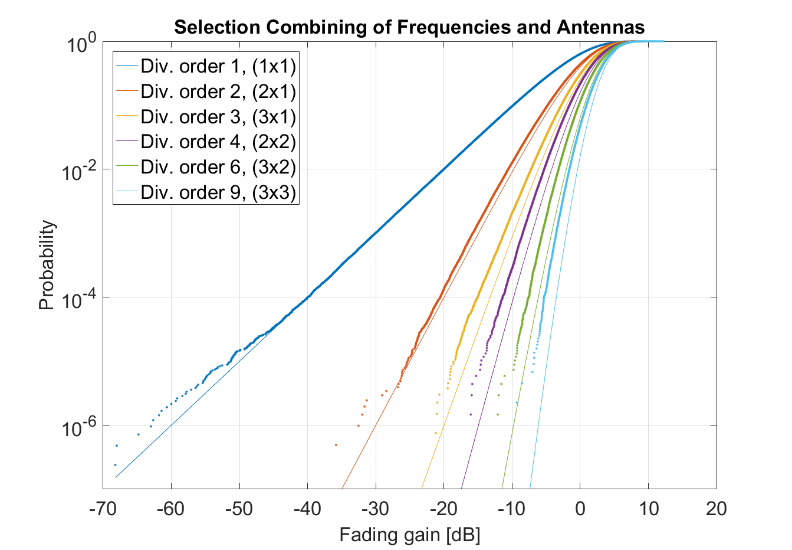 Selection Combining of Frequencies and Antennas
10^0
10^-2
10^-4
10^-6
Probability
Div. order 1, (1x1)
Div. order 2, (2x1)
Div. order 3, (3x1)
Div. order 4, (2x2)
Div. order 6, (3x2)
Div. order 9, (3x3)
-70 -60 -50 -40 -30 -20 -10 0 10 20
Fading gain [dB]